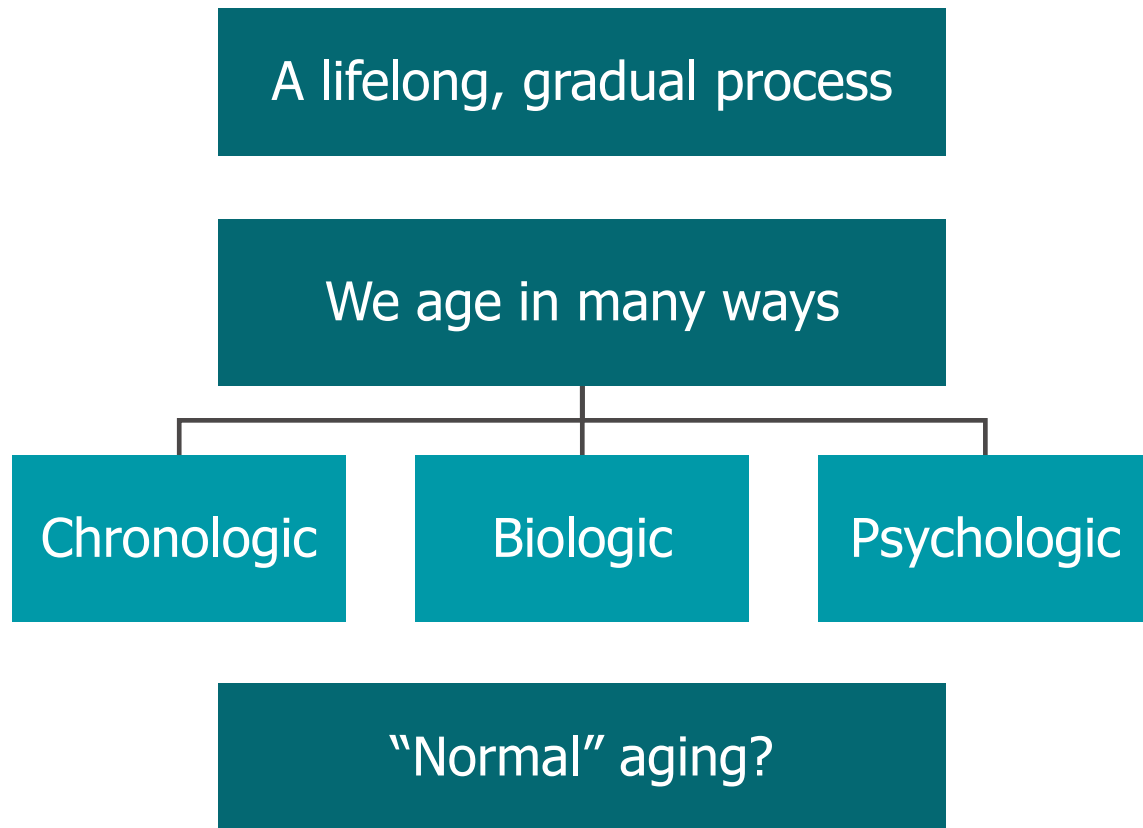 A lifelong, gradual process
We age in many ways
Chronologic
Biologic
Psychologic
“Normal” aging?